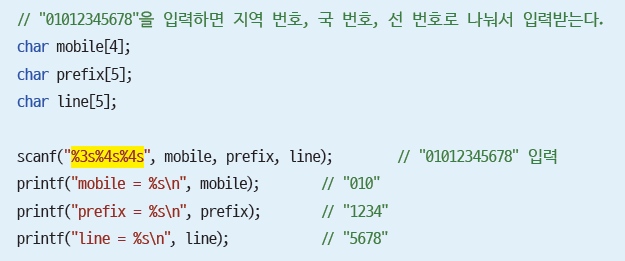 // "01012345678"을 입력하면 지역 번호, 국 번호, 선 번호로 나눠서 입력받는다.
char mobile[4];
char prefix[5];
char line[5];
scanf("%3s%4s%4s", mobile, prefix, line); // "01012345678" 입력
printf("mobile = %s\n", mobile); // "010"
printf("prefix = %s\n", prefix); // "1234"
printf("line = %s\n", line); // "5678"